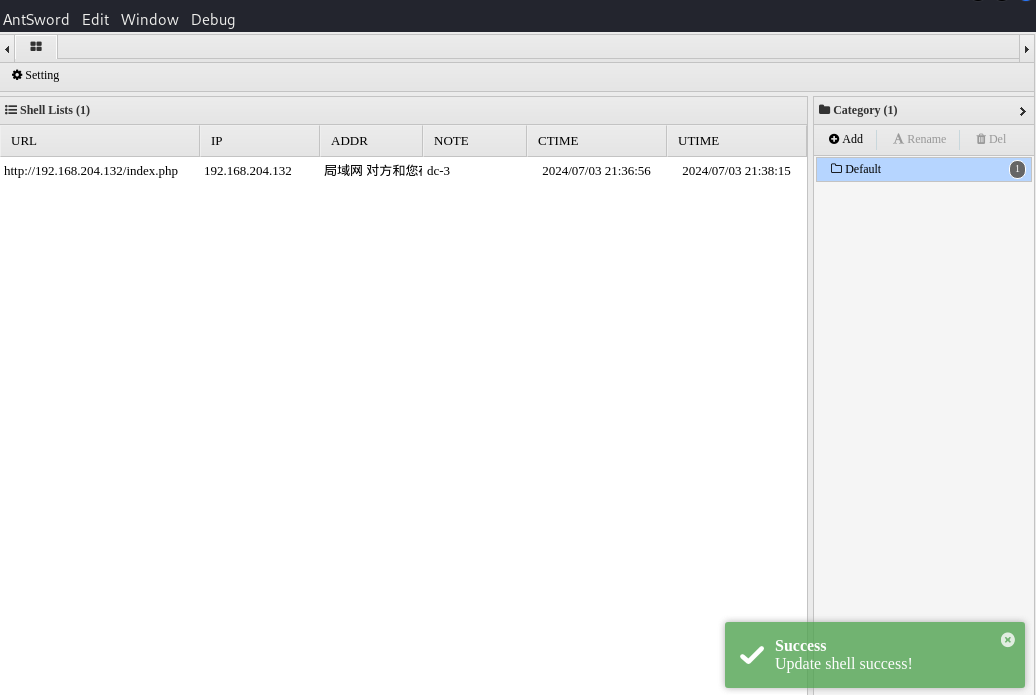 AntSword Edit Window Debug
Setting
Shell Lists (1)
URL IP ADDR NOTE CTIME UTIME
http://192.168.204.132/index.php 192.168.204.132 局域网 对方和您 dc-3 2024/07/03 21:36:56 2024/07/03 21:38:15
Category (1)
Add Rename Del
Default 1
Success
Update shell success!